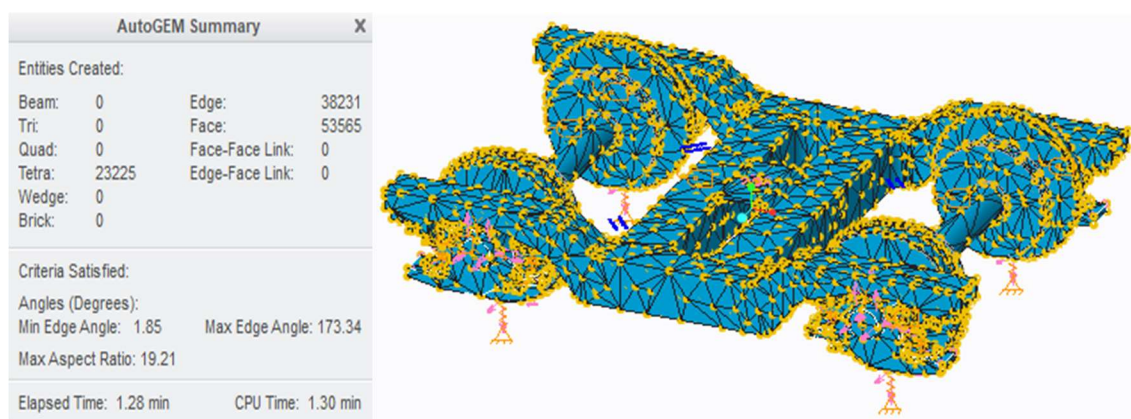 AutoGEM Summary X
Entities Created:
Beam: 0 Edge: 38231
Tri: 0 Face: 53565
Quad: 0 Face-Face Link: 0
Tetra: 23225 Edge-Face Link: 0
Wedge: 0
Brick: 0
Criteria Satisfied:
Angles (Degrees):
Min Edge Angle: 1.85 Max Edge Angle: 173.34
Max Aspect Ratio: 19.21
Elapsed Time: 1.28 min CPU Time: 1.30 min